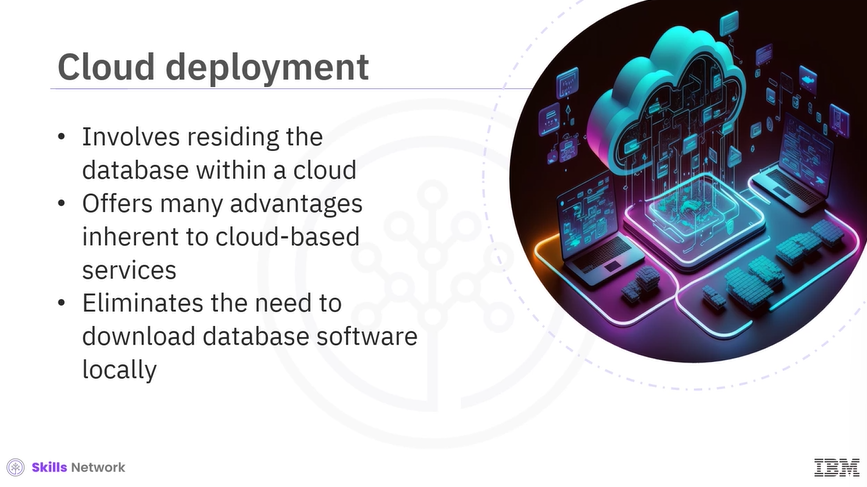 Cloud deployment
• Involves residing the
database within a cloud
• Offers many advantages
inherent to cloud-based
services
• Eliminates the need to
download database software
locally
Skills Network
IBM